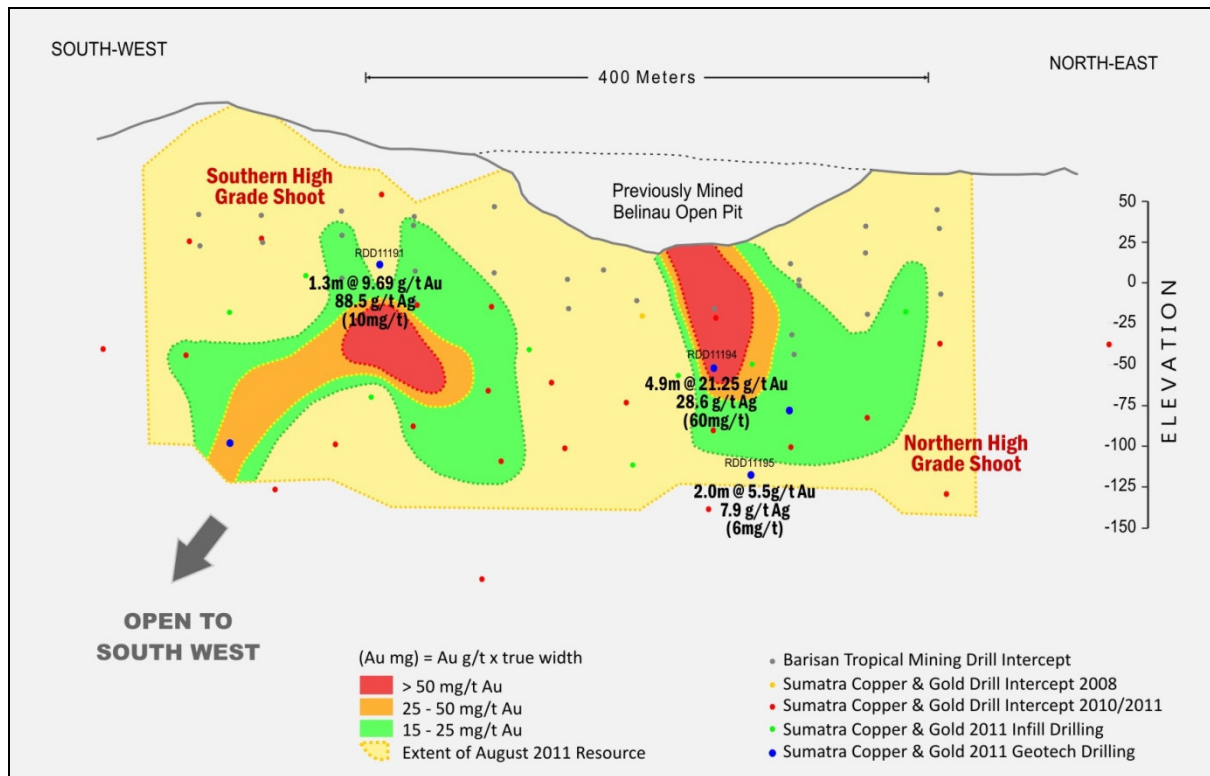 SOUTH-WEST
NORTH-EAST
400 Meters
Southern High
Grade Shoot
Previously Mined
Belinau Open Pit
RDD11191
1.3m @ 9.69 g/t Au
88.5 g/t Ag
(10mg/t)
RDD11194
4.9m @ 21.25 g/t Au
28.6 g/t Ag
(60mg/t)
RDD11195
2.0m @ 5.5g/t Au
7.9 g/t Ag
(6mg/t)
Northern High
Grade Shoot
50
25
0
-25
-50
-75
-100
-125
-150
ELEVATION
OPEN TO
SOUTH WEST
(Au mg) = Au g/t x true width
> 50 mg/t Au
25 - 50 mg/t Au
15 - 25 mg/t Au
Extent of August 2011 Resource
Barisan Tropical Mining Drill Intercept
Sumatra Copper & Gold Drill Intercept 2008
Sumatra Copper & Gold Drill Intercept 2010/2011
Sumatra Copper & Gold 2011 Infill Drilling
Sumatra Copper & Gold 2011 Geotech Drilling